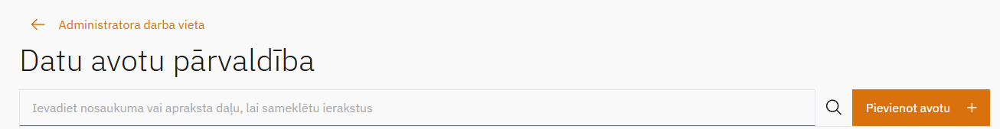 Administratora darba vieta
Datu avotu pārvaldība
Ievadiet nosaukuma vai apraksta daļu, lai sameklētu ierakstus
Pievienot avotu